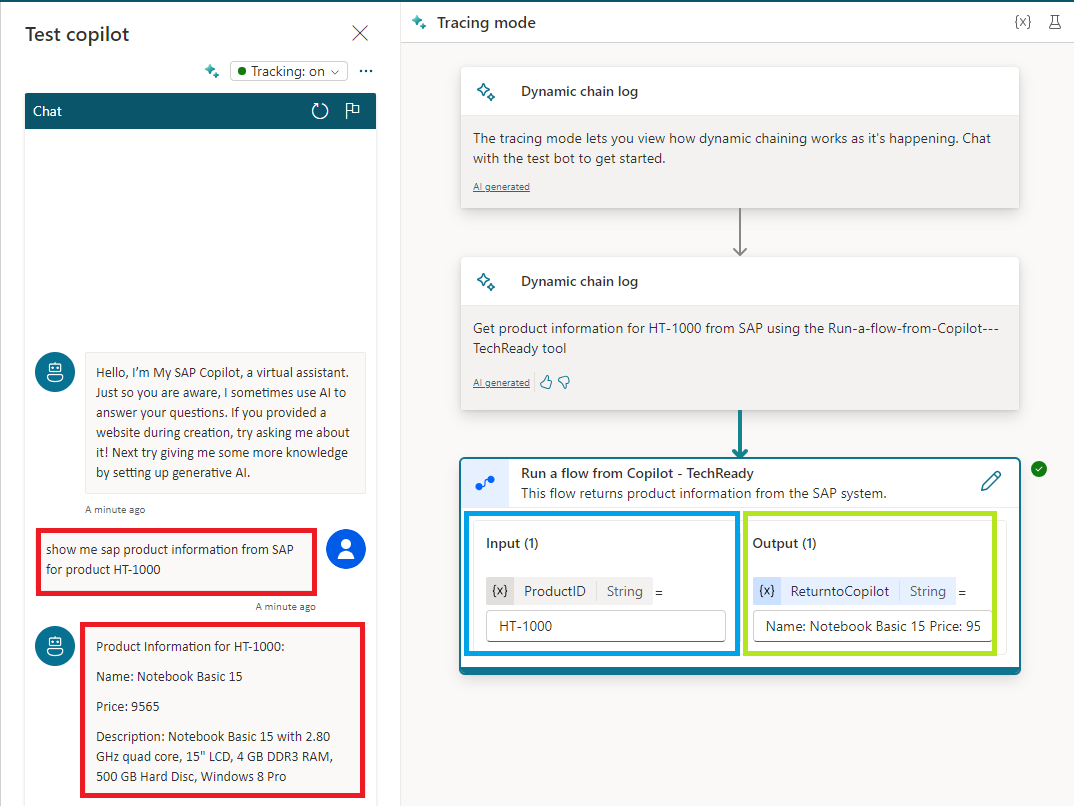 Test copilot
Tracking: on
Chat
Hello, I'm My SAP Copilot, a virtual assistant.
Just so you are aware, I sometimes use AI to
answer your questions. If you provided a
website during creation, try asking me about
it! Next try giving me some more knowledge
by setting up generative AI.
A minute ago
show me sap product information from SAP
for product HT-1000
A minute ago
Product Information for HT-1000:
Name: Notebook Basic 15
Price: 9565
Description: Notebook Basic 15 with 2.80
GHz quad core, 15" LCD, 4 GB DDR3 RAM,
500 GB Hard Disc, Windows 8 Pro
Tracing mode
{x}
Dynamic chain log
The tracing mode lets you view how dynamic chaining works as it's happening. Chat
with the test bot to get started.
AI generated
Dynamic chain log
Get product information for HT-1000 from SAP using the Run-a-flow-from-Copilot---
TechReady tool
AI generated
Run a flow from Copilot - TechReady
This flow returns product information from the SAP system.
Input (1)
{x} ProductID String =
HT-1000
Output (1)
{x} ReturntoCopilot String =
Name: Notebook Basic 15 Price: 95